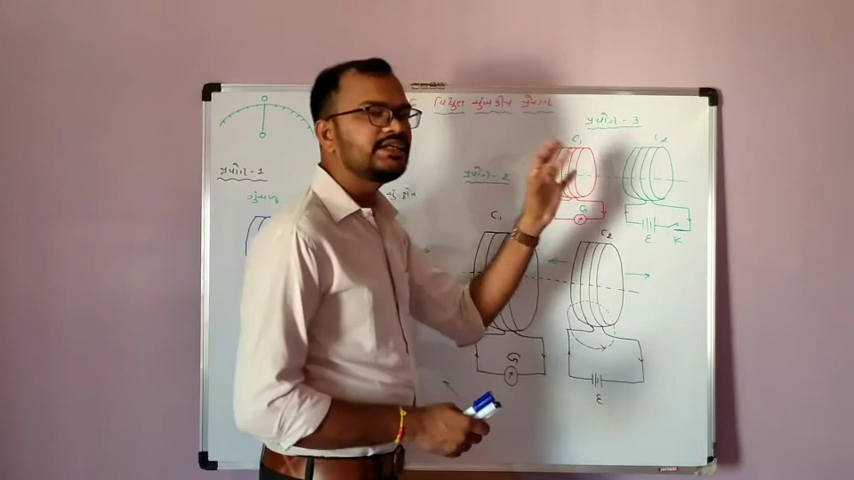 વિદ્યુત ચુંબકીય પ્રેરણ
પ્રયોગ-1
પ્રયોગ-2
C1
C2
G
ε
પ્રયોગ-3
C1
C2
G
ε K